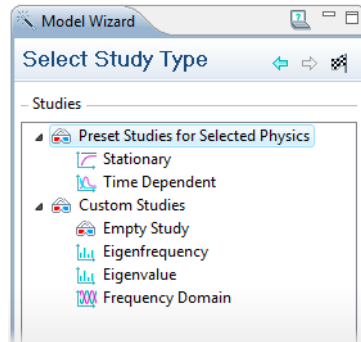 Model Wizard
Select Study Type
Studies
Preset Studies for Selected Physics
Stationary
Time Dependent
Custom Studies
Empty Study
Eigenfrequency
Eigenvalue
Frequency Domain